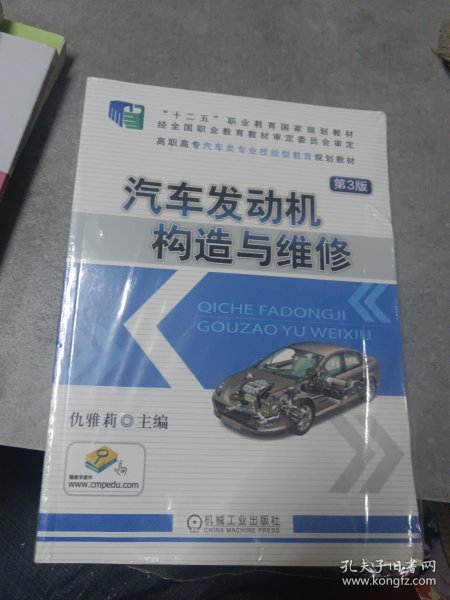 “十二五”职业教育国家规划教材
经全国职业教育教材审定委员会审定
高职高专汽车类专业技能型教育规划教材
第3版
汽车发动机
构造与维修
QICHE FADONGJI
GOUZAO YU WEIXIU
仇雅莉◎主编
www.cmpedu.com
机械工业出版社
CHINA MACHINE PRESS
孔夫子旧书网
www.kongfz.com